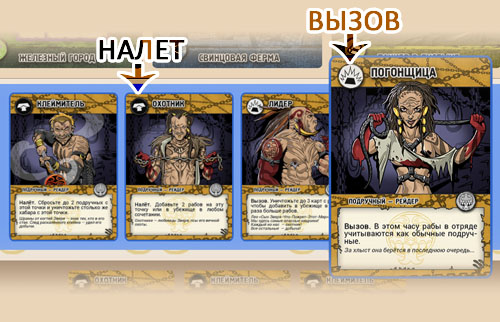 ВЫЗОВ
НАЛЕТ
ЖЕЛЕЗНЫЙ ГОРОД
СВИНЦОВАЯ ФЕРМА
КЛЕЙМИТЕЛЬ
ОХОТНИК
ЛИДЕР
ПОГОНЩИЦА
ПОДРУЧНЫЙ – РЕЙДЕР
Налёт. Сбросьте до 2 подручных с
этой точки и уничтожьте столько же
хабара с этой точки.
ПОДРУЧНЫЙ – РЕЙДЕР
Налёт. Добавьте 2 рабов на эту
точку или в убежище в любом
сочетании.
ПОДРУЧНЫЙ – РЕЙДЕР
Вызов. Уничтожьте до 3 карт с
чтобы добавить в убежище в
раза больше рабов.
ПОДРУЧНЫЙ – РЕЙДЕР
Вызов. В этом часу рабы в отряде
учитываются как обычные подруч-
ные.
За хлыст она берётся в последнюю очередь...
ОХОТНИК
ЛИДЕР